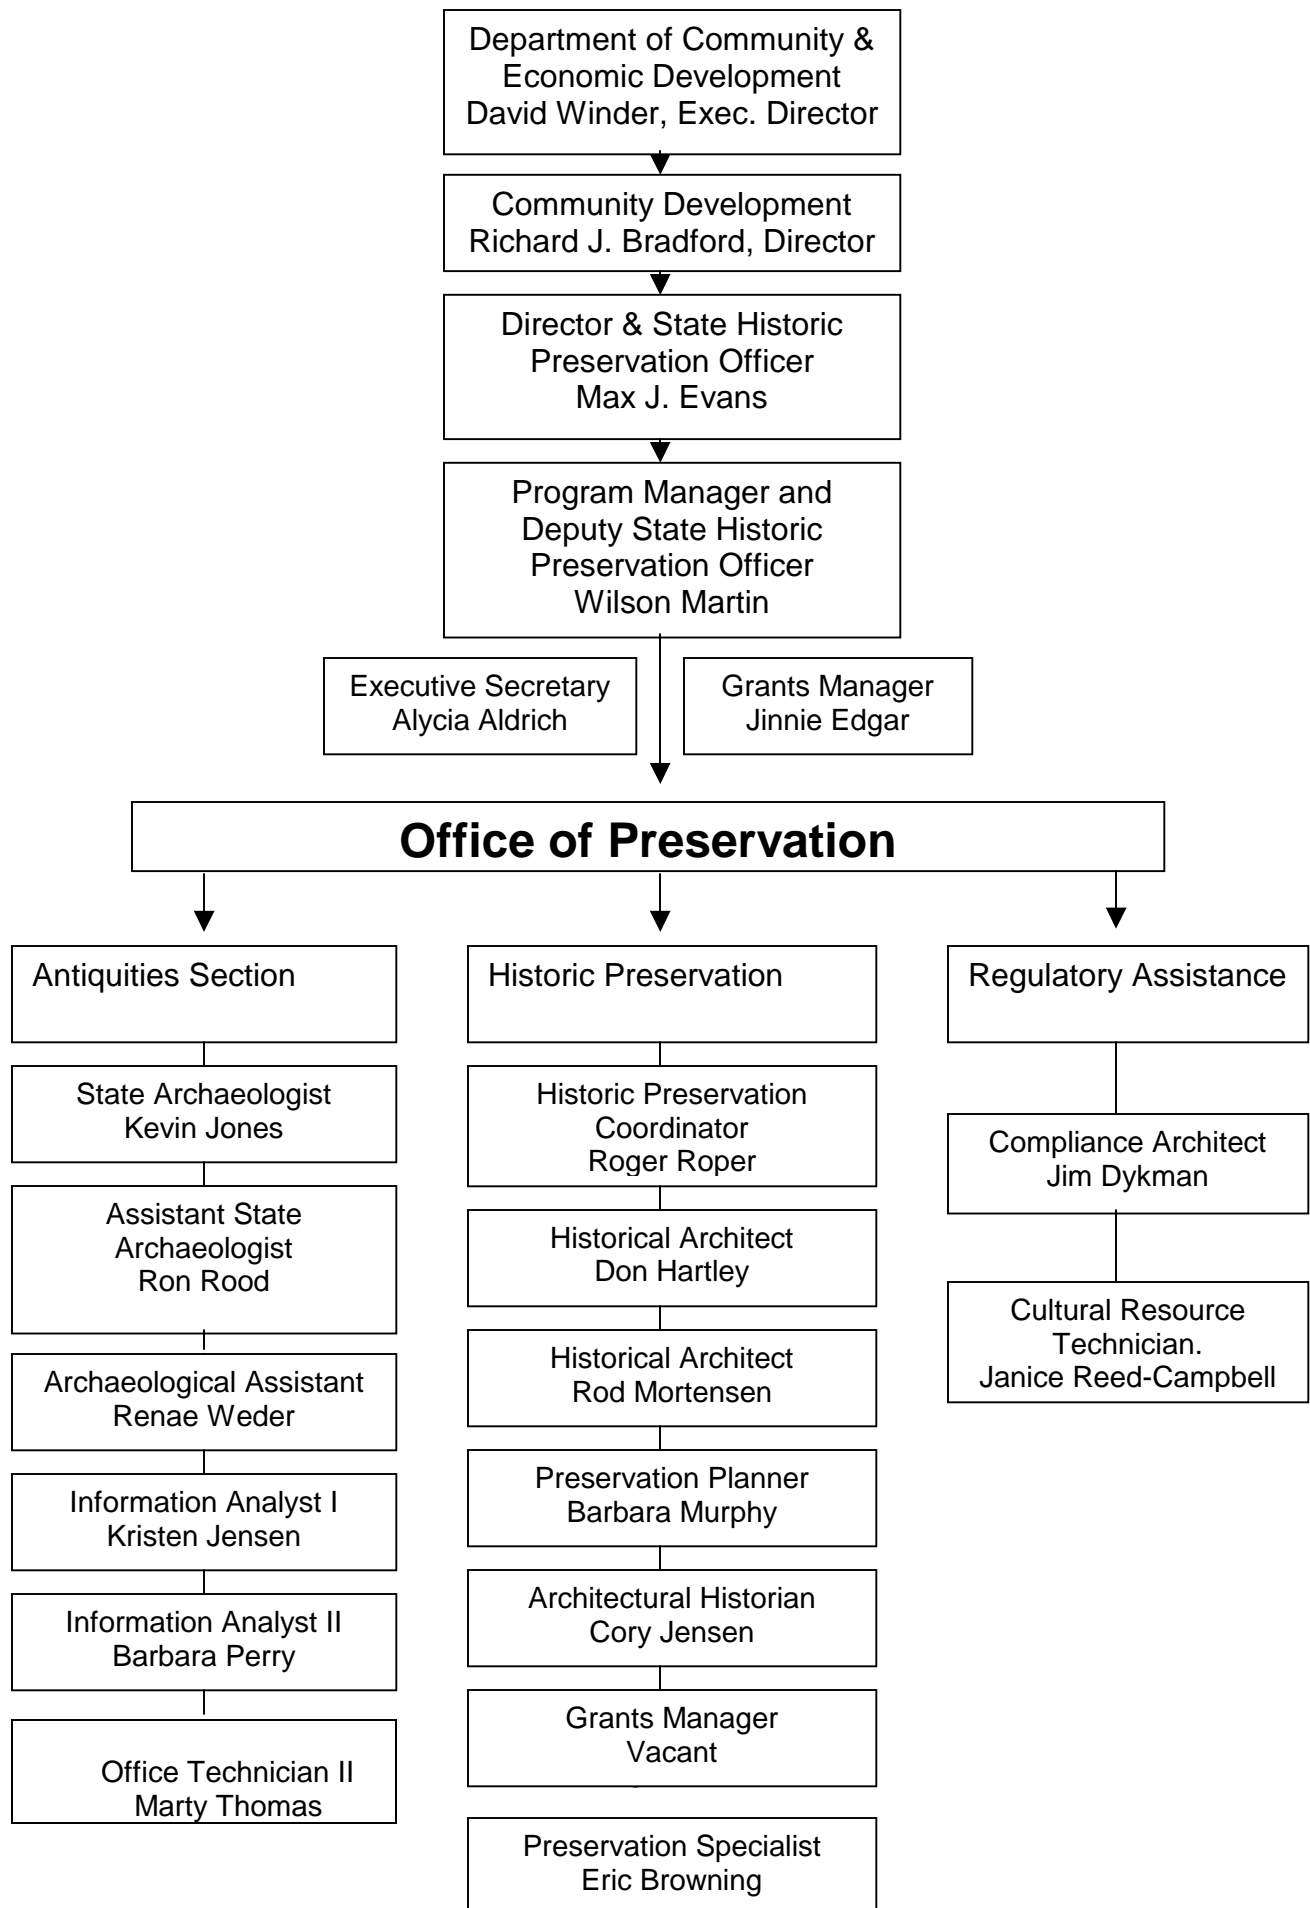 Department of Community &
Economic Development
David Winder, Exec. Director
Community Development
Richard J. Bradford, Director
Director & State Historic
Preservation Officer
Max J. Evans
Program Manager and
Deputy State Historic
Preservation Officer
Wilson Martin
Executive Secretary
Alycia Aldrich
Grants Manager
Jinnie Edgar
Office of Preservation
Antiquities Section
State Archaeologist
Kevin Jones
Assistant State
Archaeologist
Ron Rood
Archaeological Assistant
Renae Weder
Information Analyst I
Kristen Jensen
Information Analyst II
Barbara Perry
Office Technician II
Marty Thomas
Historic Preservation
Historic Preservation
Coordinator
Roger Roper
Historical Architect
Don Hartley
Historical Architect
Rod Mortensen
Preservation Planner
Barbara Murphy
Architectural Historian
Cory Jensen
Grants Manager
Vacant
Preservation Specialist
Eric Browning
Regulatory Assistance
Compliance Architect
Jim Dykman
Cultural Resource
Technician.
Janice Reed-Campbell